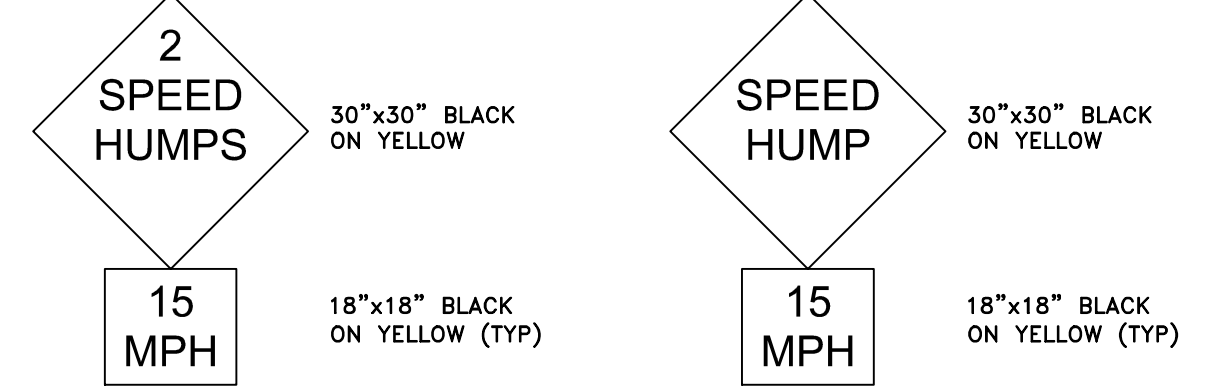 2
SPEED
HUMPS
30”x30” BLACK
ON YELLOW
15
MPH
18”x18” BLACK
ON YELLOW (TYP)
SPEED
HUMP
30”x30” BLACK
ON YELLOW
15
MPH
18”x18” BLACK
ON YELLOW (TYP)